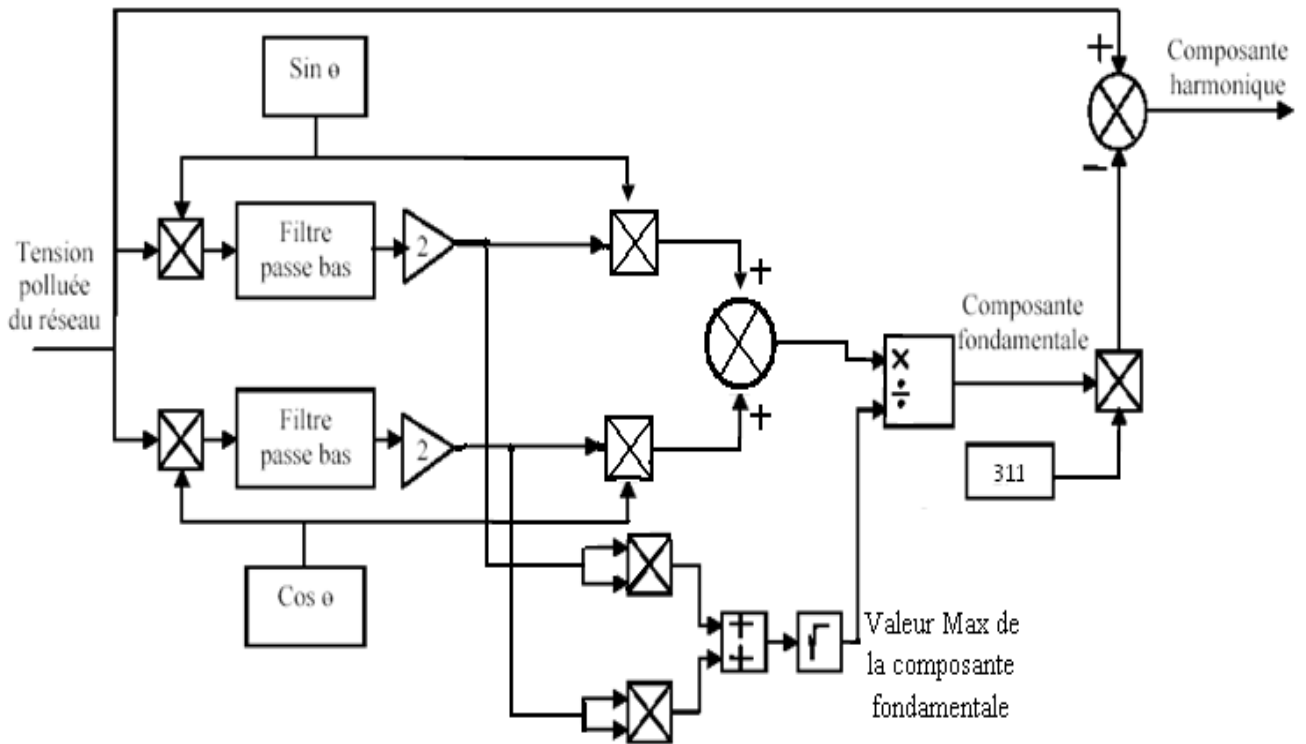 Composante
harmonique
+
−
Sin ɵ
Tension
polluée
du réseau
Filtre
passe bas
2
+
Composante
fondamentale
×
÷
Filtre
passe bas
2
+
311
Cos ɵ
+
+
√
Valeur Max de
la composante
fondamentale